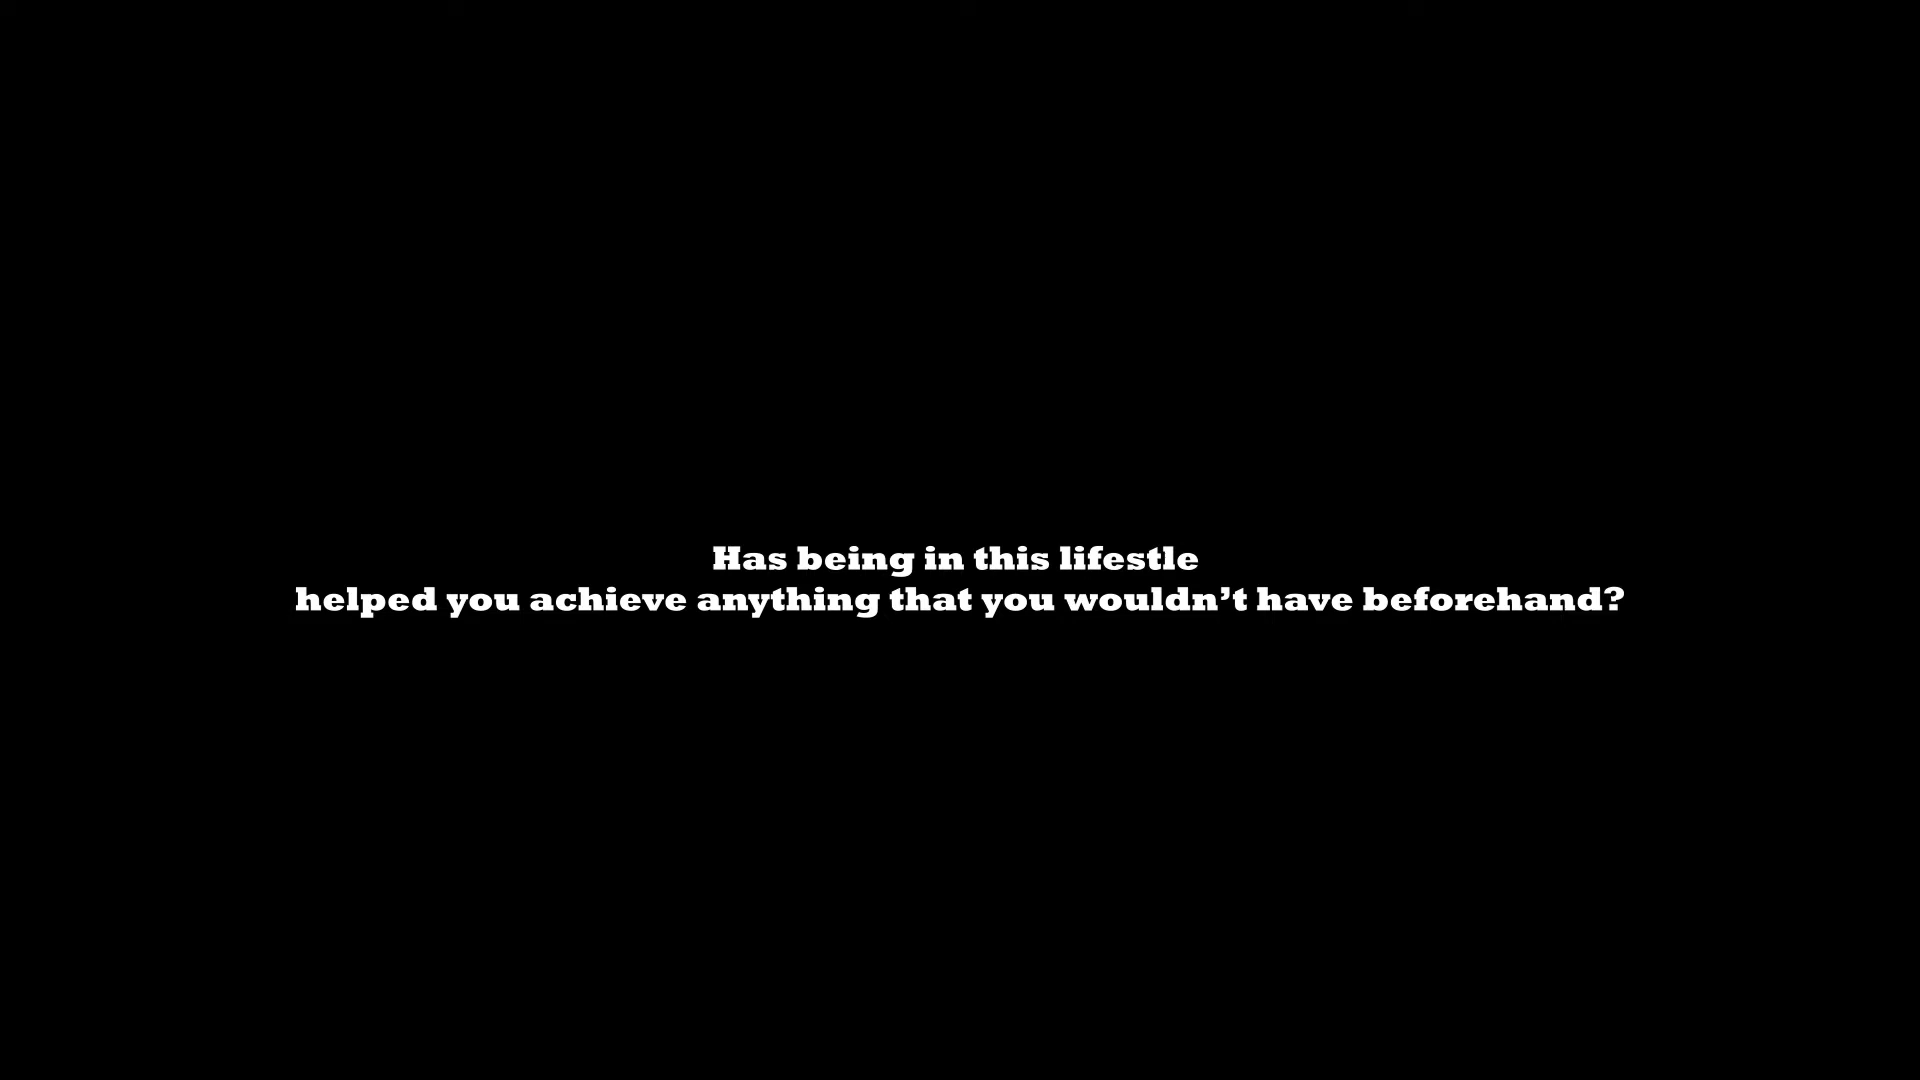 Has being in this lifestle
helped you achieve anything that you wouldn’t have beforehand?